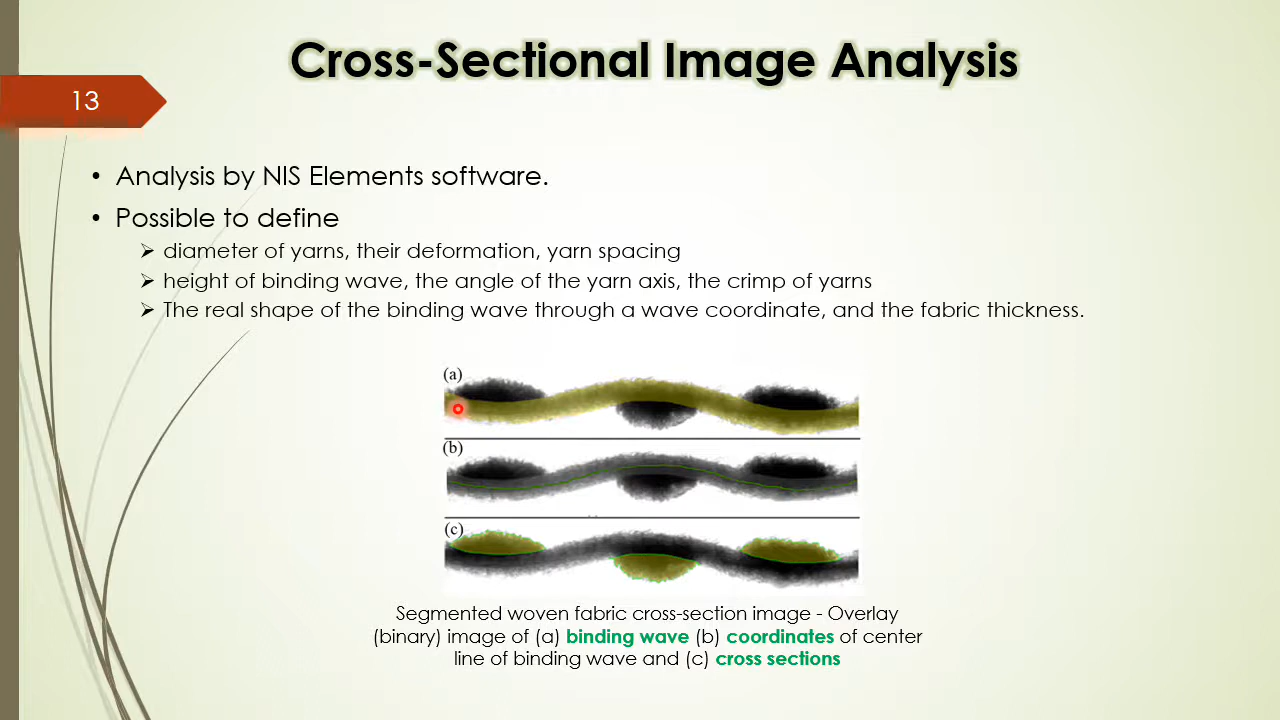 Cross-Sectional Image Analysis
13
• Analysis by NIS Elements software.
• Possible to define
➢ diameter of yarns, their deformation, yarn spacing
➢ height of binding wave, the angle of the yarn axis, the crimp of yarns
➢ The real shape of the binding wave through a wave coordinate, and the fabric thickness.
(a)
(b)
(c)
Segmented woven fabric cross-section image - Overlay
(binary) image of (a) binding wave (b) coordinates of center
line of binding wave and (c) cross sections